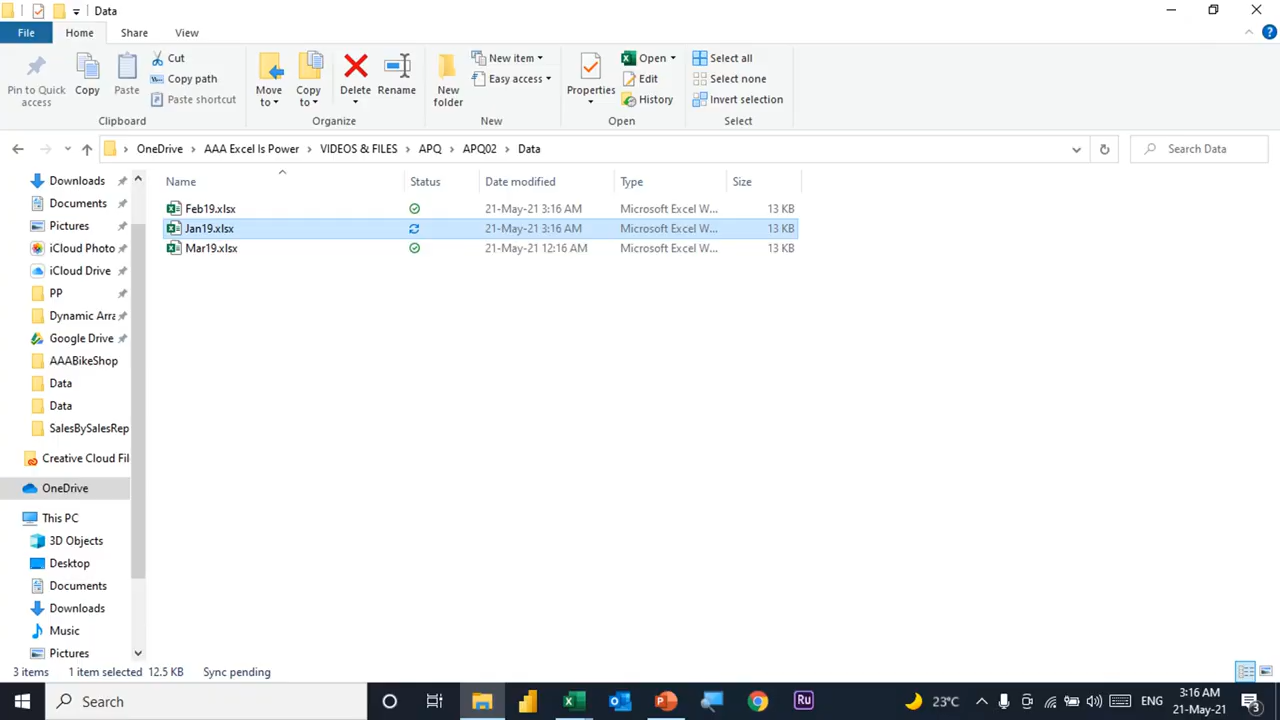 Data
File
Home
Share
View
Pin to Quick access
Copy
Paste
Cut
Copy path
Paste shortcut
Clipboard
Move to
Copy to
Delete
Rename
Organize
New folder
New item
Easy access
New
Properties
Open
Edit
History
Open
Select all
Select none
Invert selection
Select
OneDrive > AAA Excel Is Power > VIDEOS & FILES > APQ > APQ02 > Data
Search Data
Name Status Date modified Type Size
Feb19.xlsx 21-May-21 3:16 AM Microsoft Excel W... 13 KB
Jan19.xlsx 21-May-21 3:16 AM Microsoft Excel W... 13 KB
Mar19.xlsx 21-May-21 12:16 AM Microsoft Excel W... 13 KB
Downloads
Documents
Pictures
iCloud Photo
iCloud Drive
PP
Dynamic Arra
Google Drive
AAABikeShop
Data
Data
SalesBySalesRep
Creative Cloud Fil
OneDrive
This PC
3D Objects
Desktop
Documents
Downloads
Music
Pictures
3 items 1 item selected 12.5 KB Sync pending
Search
Ru
23°C
ENG
3:16 AM
21-May-21
3